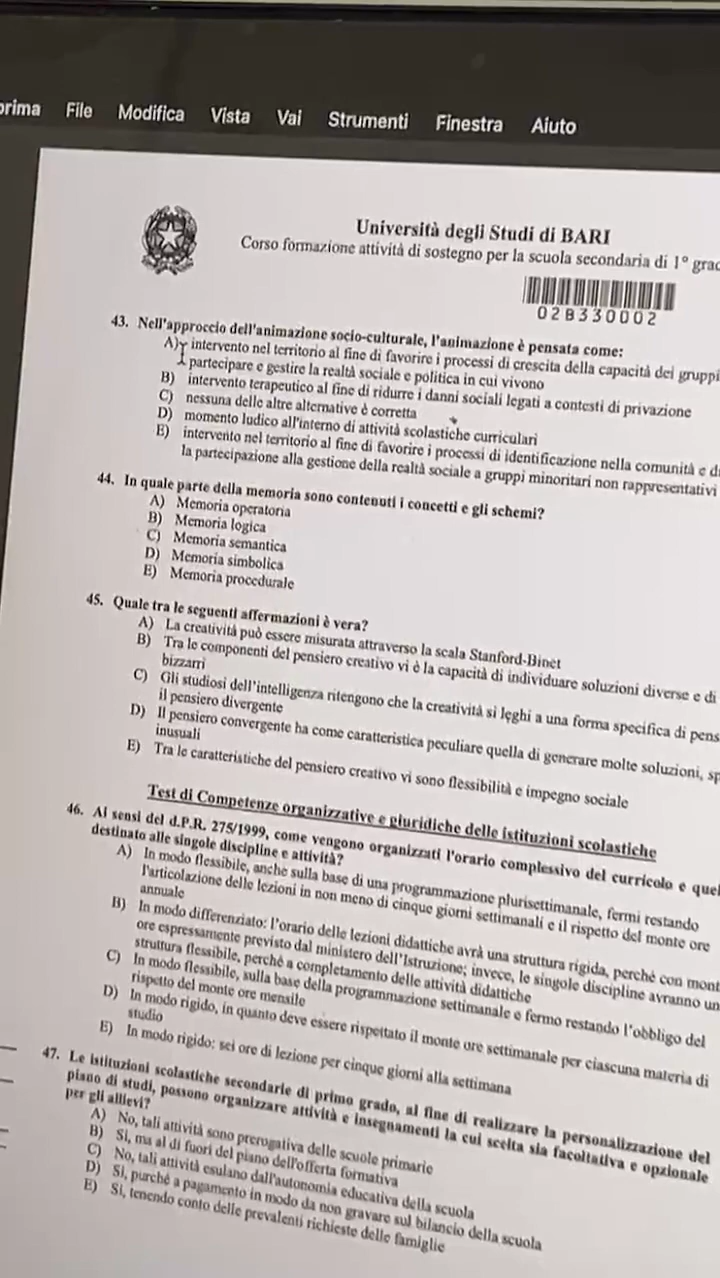 File Modifica Vista Vai Strumenti Finestra Aiuto
Università degli Studi di BARI
Corso formazione attività di sostegno per la scuola secondaria di 1°
02B330002
43. Nell'approccio dell'animazione socio-culturale, l'animazione è pensata come:
A) intervento nel territorio al fine di favorire i processi di crescita della capacità dei gruppi
partecipare e gestire la realtà sociale e politica in cui vivono
B) intervento terapeutico al fine di ridurre i danni sociali legati a contesti di privazione
C) nessuna delle altre alternative è corretta
D) momento ludico all'interno di attività scolastiche curriculari
E) intervento nel territorio al fine di favorire i processi di identificazione nella comunità e
la partecipazione alla gestione della realtà sociale a gruppi minoritari non rappresentativi
44. In quale parte della memoria sono contenuti i concetti e gli schemi?
A) Memoria operatoria
B) Memoria logica
C) Memoria semantica
D) Memoria simbolica
E) Memoria procedurale
45. Quale tra le seguenti affermazioni è vera?
A) La creatività può essere misurata attraverso la scala Stanford-Binet
B) Tra le componenti del pensiero creativo vi è la capacità di individuare soluzioni diverse e di
bizzarri
C) Gli studiosi dell'intelligenza ritengono che la creatività si leghi a una forma specifica di pens
il pensiero divergente
D) Il pensiero convergente ha come caratteristica peculiare quella di generare molte soluzioni, sp
inusuali
E) Tra le caratteristiche del pensiero creativo vi sono flessibilità e impegno sociale
Test di Competenze organizzative e giuridiche delle istituzioni scolastiche
46. Ai sensi del d.P.R. 275/1999, come vengono organizzati l'orario complessivo del curricolo e quel
destinato alle singole discipline e attività?
A) In modo flessibile, anche sulla base di una programmazione plurisettimanale, fermi restando
l'articolazione delle lezioni in non meno di cinque giorni settimanali e il rispetto del monte ore
annuale
B) In modo differenziato: l'orario delle lezioni didattiche avrà una struttura rigida, perché con mont
ore espressamente previsto dal ministero dell'Istruzione; invece, le singole discipline avranno un
struttura flessibile, perché a completamento delle attività didattiche
C) In modo flessibile, sulla base della programmazione settimanale e fermo restando l'obbligo del
rispetto del monte ore mensile
D) In modo rigido, in quanto deve essere rispettato il monte ore settimanale per ciascuna materia di
studio
E) In modo rigido: sei ore di lezione per cinque giorni alla settimana
47. Le istituzioni scolastiche secondarie di primo grado, al fine di realizzare la personalizzazione del
piano di studi, possono organizzare attività e insegnamenti la cui scelta sia facoltativa e opzionale
per gli allievi?
A) No, tali attività sono prerogativa delle scuole primarie
B) Sì, ma al di fuori del piano dell'offerta formativa
C) No, tali attività esulano dall'autonomia educativa della scuola
D) Sì, purché a pagamento in modo da non gravare sul bilancio della scuola
E) Sì, tenendo conto delle prevalenti richieste delle famiglie